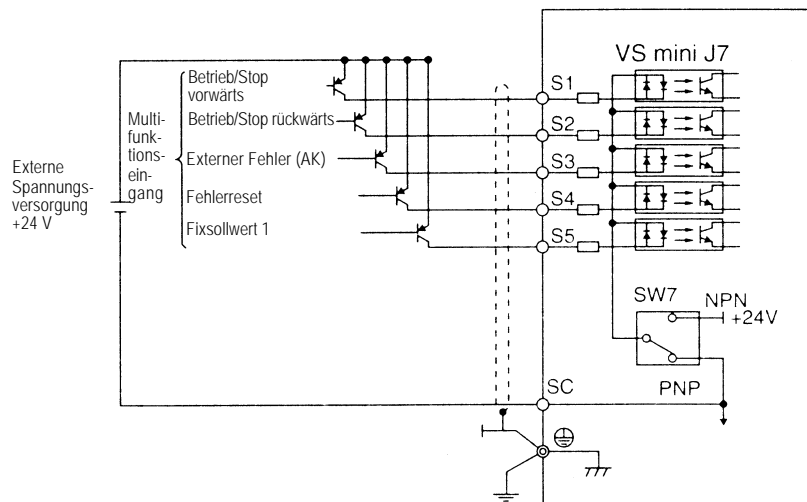 VS mini J7
Betrieb/Stop
vorwärts
S1
Betrieb/Stop rückwärts
S2
Multi-
funk-
tions-
ein-
gang
Externer Fehler (AK)
S3
Externe
Spannungs-
versorgung
+24 V
Fehlerreset
S4
Fixsollwert 1
S5
SW7
NPN
+24V
PNP
SC